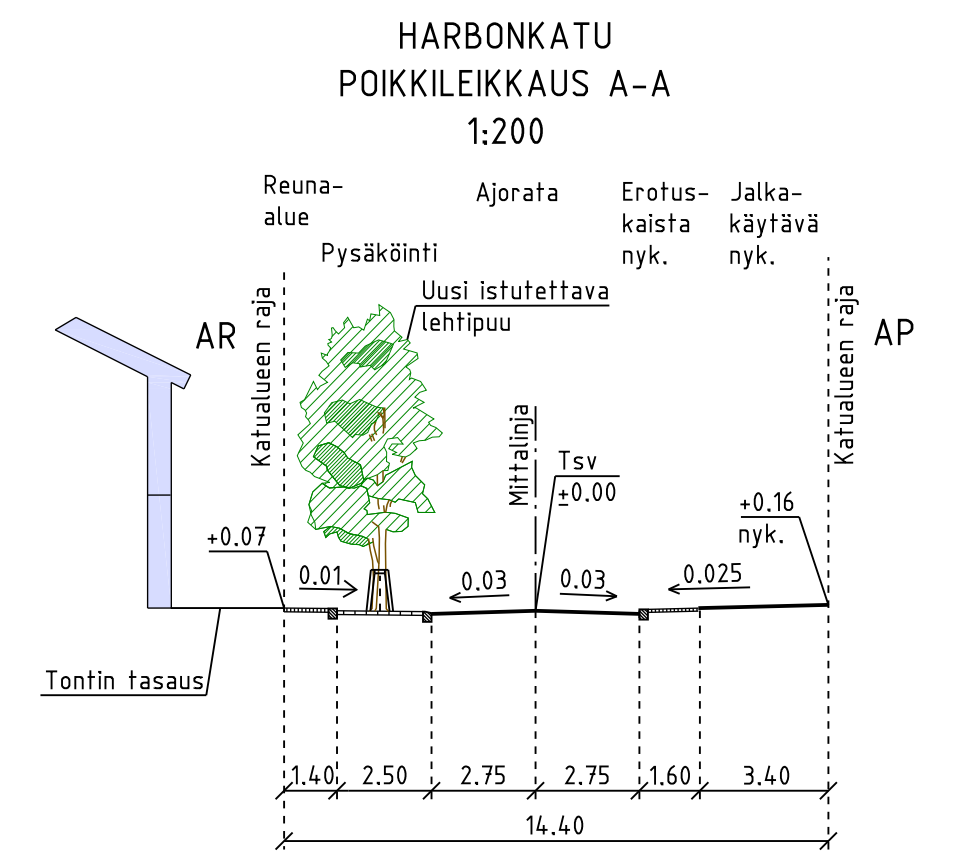 HARBONKATU
POIKKILEIKKAUS A-A
1:200
Reuna-
alue
Pysäköinti
Ajorata
Erotus-
kaista
nyk.
Jalka-
käytävä
nyk.
Uusi istutettava
lehtipuu
AR
Katualueen raja
Mittalinja
Tsv
±0.00
Katualueen raja
AP
+0.07
+0.16
nyk.
0.01
0.03
0.03
0.025
Tontin tasaus
1.40
2.50
2.75
2.75
1.60
3.40
14.40